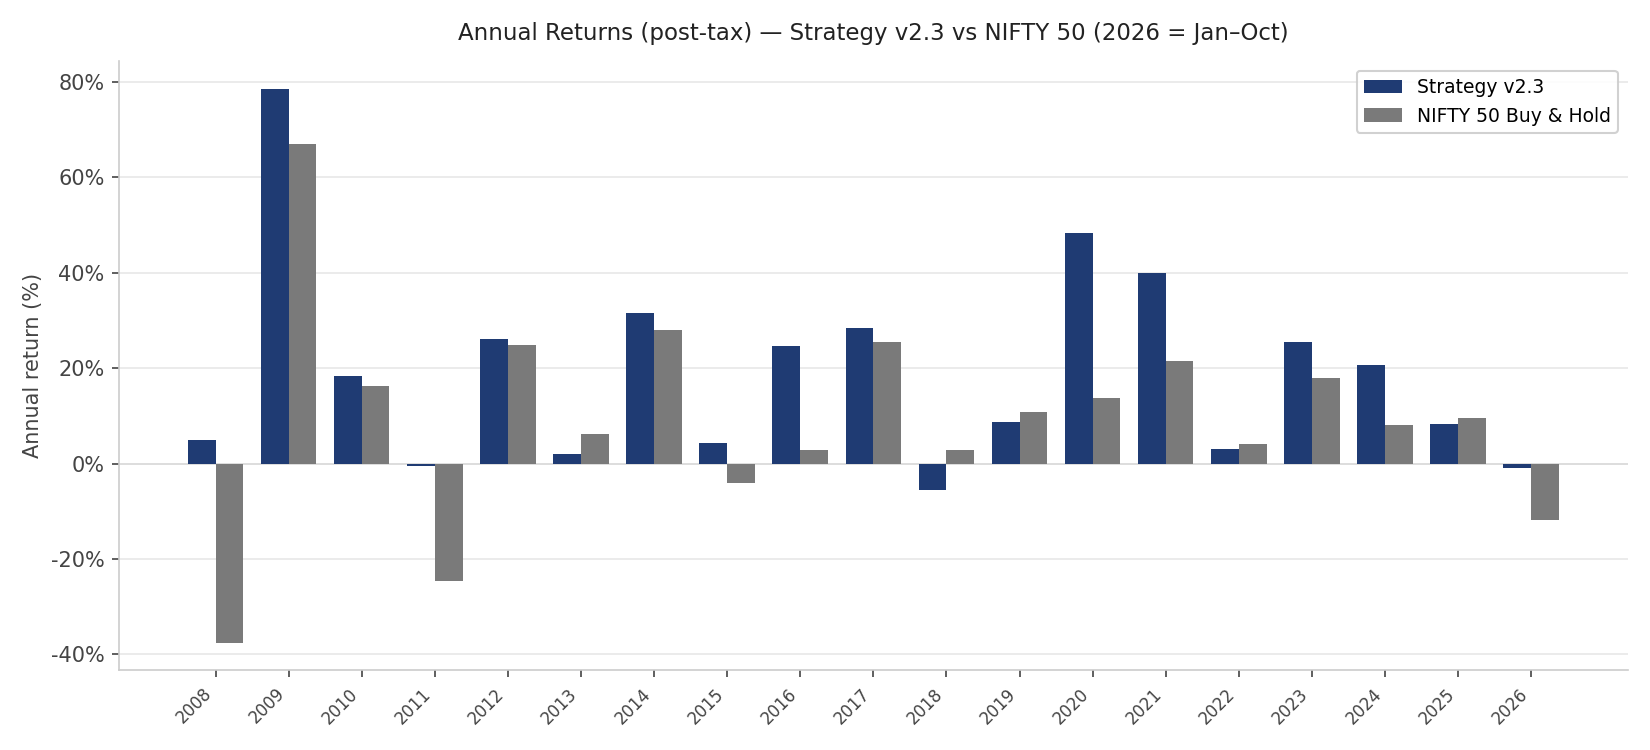 Annual Returns (post-tax) — Strategy v2.3 vs NIFTY 50 (2026 = Jan–Oct)
Strategy v2.3
NIFTY 50 Buy & Hold
Annual return (%)
80%
60%
40%
20%
0%
-20%
-40%
2008 2009 2010 2011 2012 2013 2014 2015 2016 2017 2018 2019 2020 2021 2022 2023 2024 2025 2026